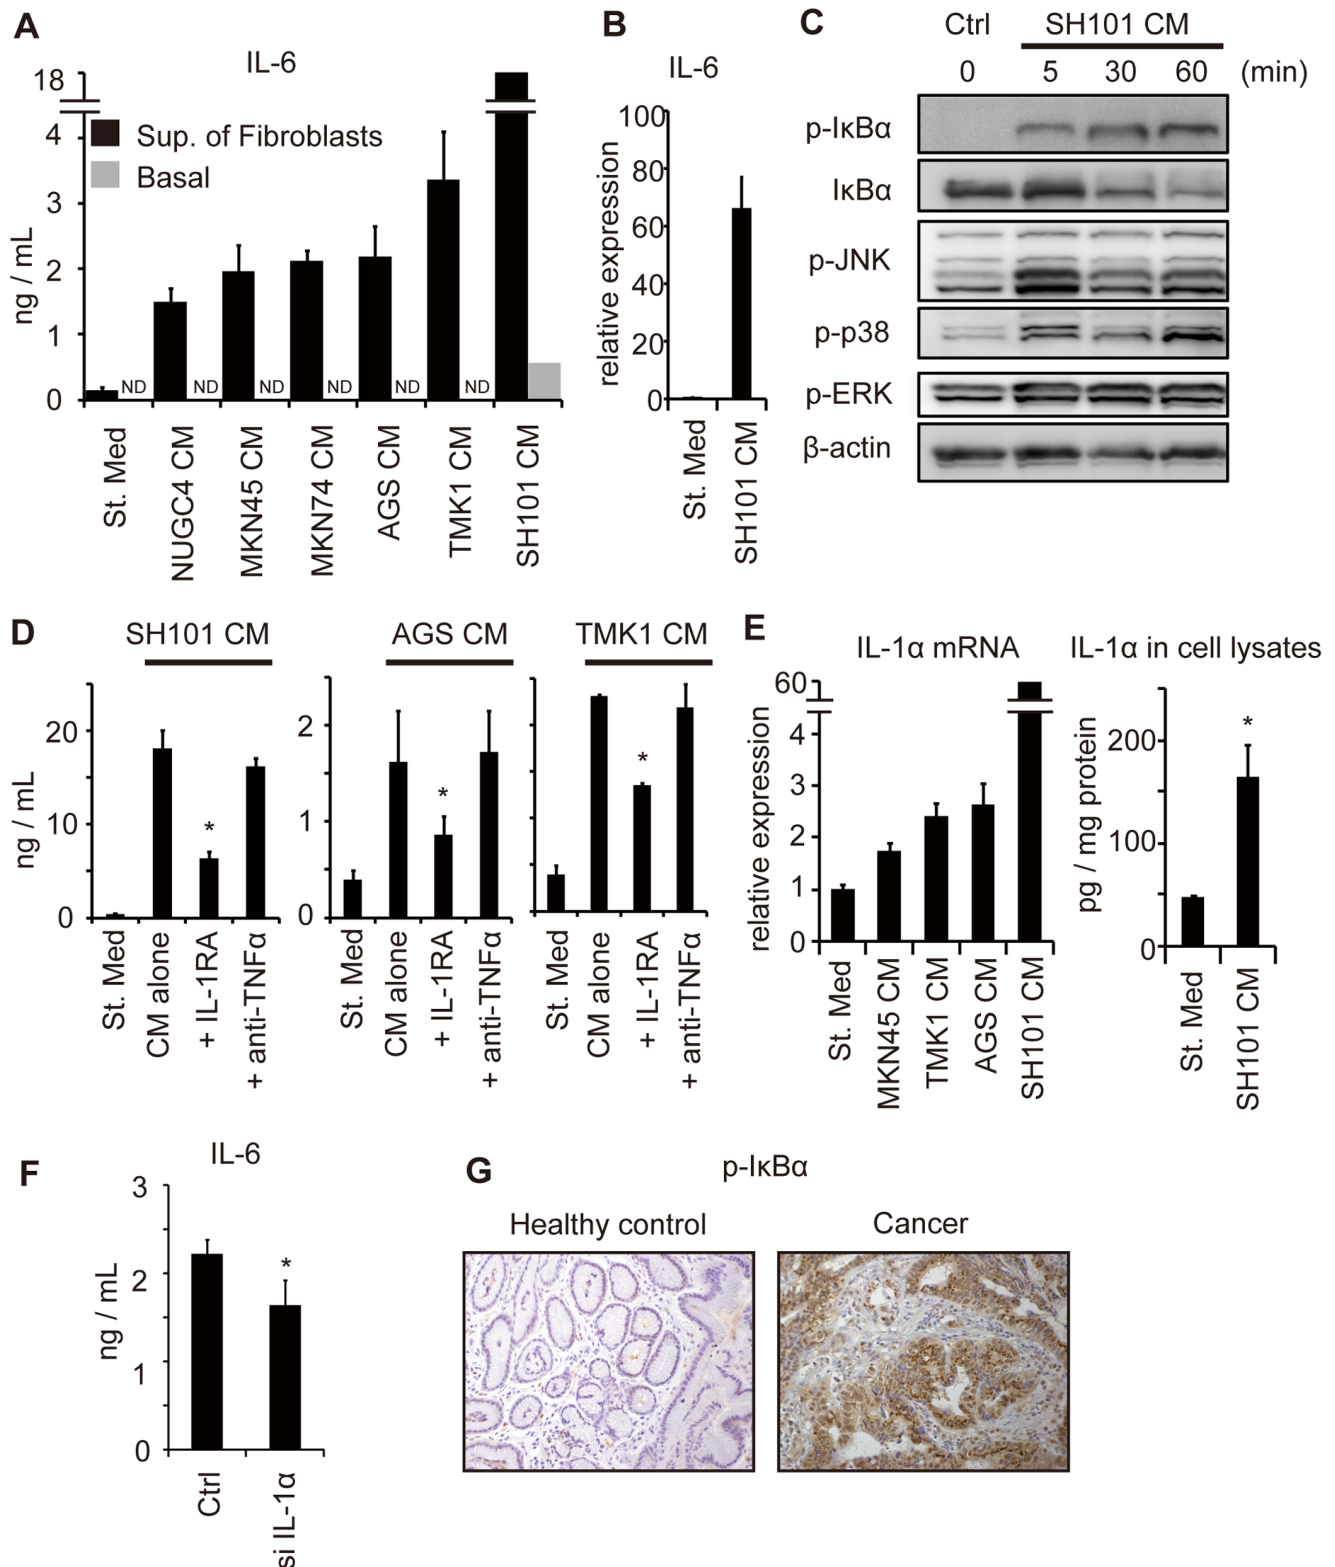 A
IL-6
18
4
3
2
1
0
ng / mL
Sup. of Fibroblasts
Basal
ND ND ND ND ND ND
St. Med
NUGC4 CM
MKN45 CM
MKN74 CM
AGS CM
TMK1 CM
SH101 CM
B
IL-6
100
80
60
40
20
0
relative expression
St. Med
SH101 CM
C
Ctrl SH101 CM
0 5 30 60 (min)
p-IκBα
IκBα
p-JNK
p-p38
p-ERK
β-actin
D
SH101 CM
20
10
0
ng / mL
*
St. Med
CM alone
+ IL-1RA
+ anti-TNFα
AGS CM
2
1
0
*
St. Med
CM alone
+ IL-1RA
+ anti-TNFα
TMK1 CM
*
St. Med
CM alone
+ IL-1RA
+ anti-TNFα
E
IL-1α mRNA
60
4
3
2
1
0
relative expression
St. Med
MKN45 CM
TMK1 CM
AGS CM
SH101 CM
IL-1α in cell lysates
200
100
0
pg / mg protein
*
St. Med
SH101 CM
F
IL-6
3
2
1
0
ng / mL
*
Ctrl
si IL-1α
G
p-IκBα
Healthy control
Cancer